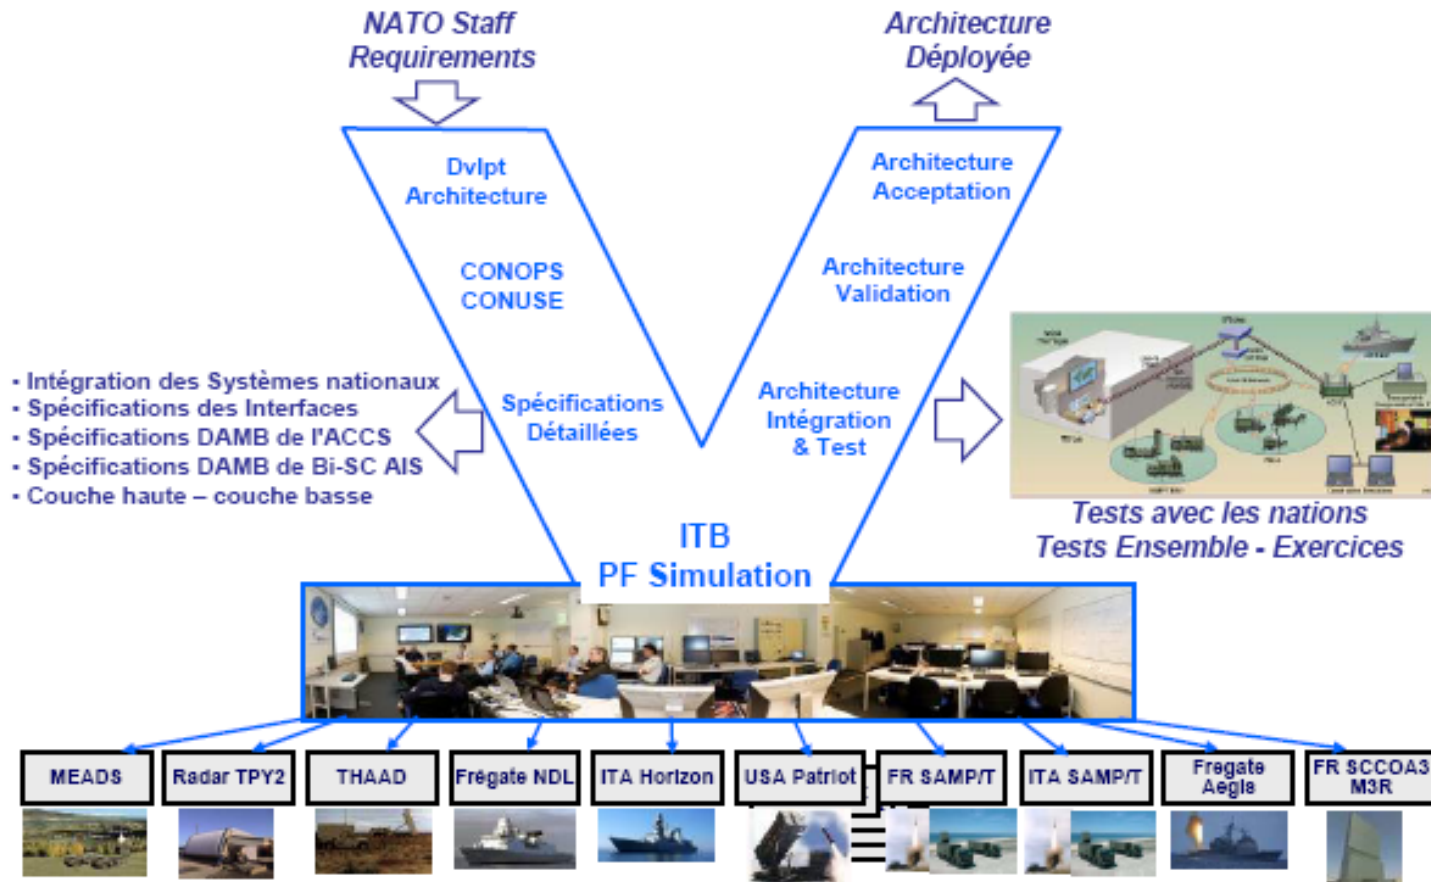 NATO Staff
Requirements
Architecture
Déployée
Dvlpt
Architecture
CONOPS
CONUSE
Spécifications
Détaillées
Architecture
Acceptation
Architecture
Validation
Architecture
Intégration
& Test
▪ Intégration des Systèmes nationaux
▪ Spécifications des Interfaces
▪ Spécifications DAMB de l'ACCS
▪ Spécifications DAMB de Bi-SC AIS
▪ Couche haute – couche basse
Tests avec les nations
Tests Ensemble - Exercices
ITB
PF Simulation
MEADS
Radar TPY2
THAAD
Frégate NDL
ITA Horizon
USA Patriot
FR SAMP/T
ITA SAMP/T
Fregate
Aegis
FR SCCOA3
M3R